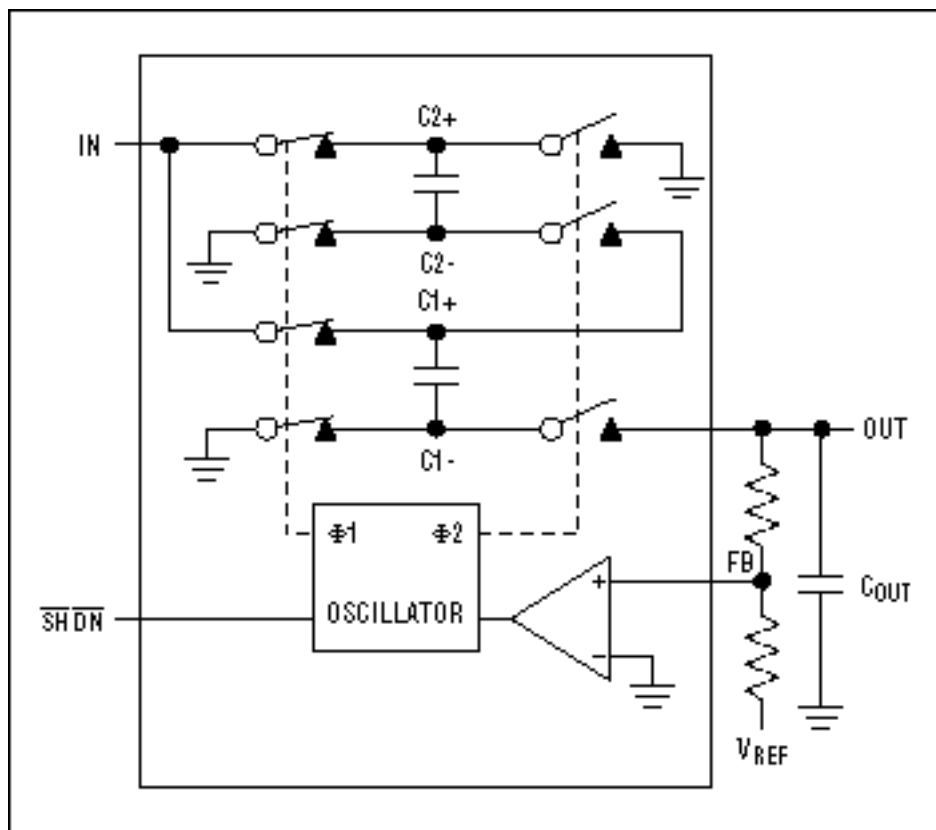 C2+
IN
C2-
C1+
C1-
OUT
Φ1 Φ2
FB
+
COUT
SHDN
OSCILLATOR
-
VREF